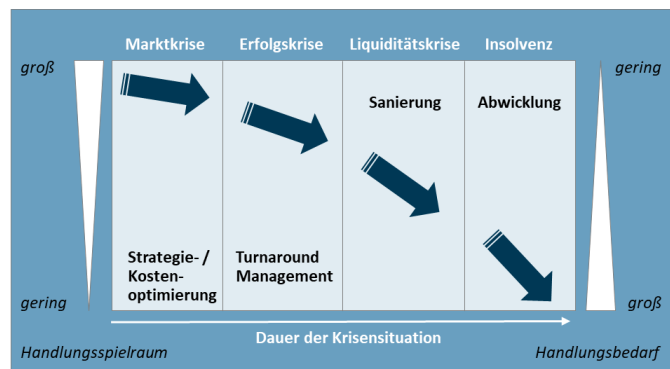 Marktkrise Erfolgskrise Liquiditätskrise Insolvenz
groß gering
Sanierung Abwicklung
Strategie- /
Kosten-
optimierung
Turnaround
Management
gering groß
Dauer der Krisensituation
Handlungsspielraum Handlungsbedarf